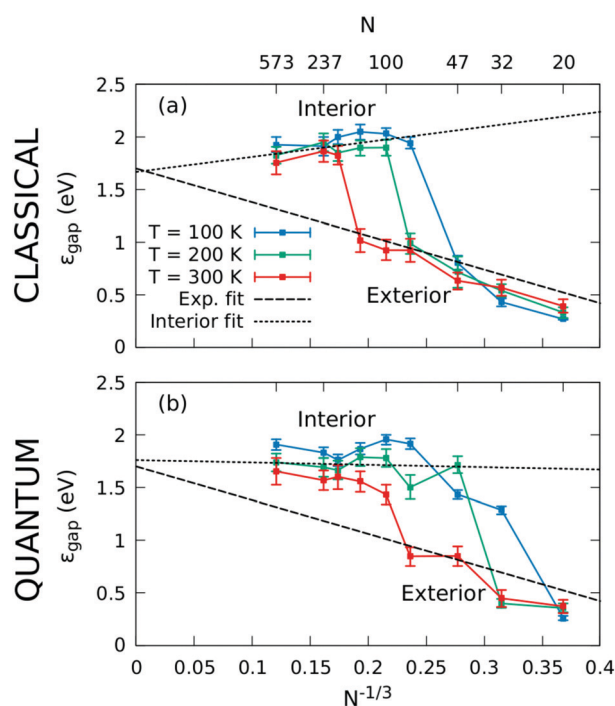 N
573 237 100 47 32 20
CLASSICAL
2.5
2
1.5
1
0.5
0
εgap (eV)
(a)
Interior
T = 100 K
T = 200 K
T = 300 K
Exp. fit
Interior fit
Exterior
QUANTUM
2.5
2
1.5
1
0.5
0
εgap (eV)
(b)
Interior
Exterior
0 0.05 0.1 0.15 0.2 0.25 0.3 0.35 0.4
N-1/3